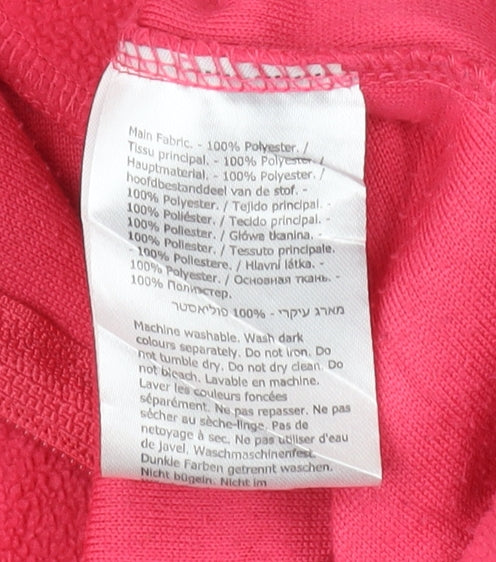 Main Fabric. - 100% Polyester. /
Tissu principal. - 100% Polyester. /
Hauptmaterial. - 100% Polyester. /
hoofdbestanddeel van de stof. -
100% Polyester. / Tejido principal. -
100% Poliéster. / Tecido principal. -
100% Poliester. / Główa tkanina. -
100% Poliester. / Tessuto principale.
- 100% Poliestere. / Hlavní látka. -
100% Polyester. / Основная ткань. -
100% Полиэстер.
מארג עיקרי - 100% פוליאסטר
Machine washable. Wash dark
colours separately. Do not iron. Do
not tumble dry. Do not dry clean. Do
not bleach. Lavable en machine.
Laver les couleurs foncées
séparément. Ne pas repasser. Ne pas
sécher au sèche-linge. Pas de
nettoyage à sec. Ne pas utiliser d'eau
de javel. Waschmaschinenfest.
Dunkle Farben getrennt waschen.
Nicht bügeln. Nicht im